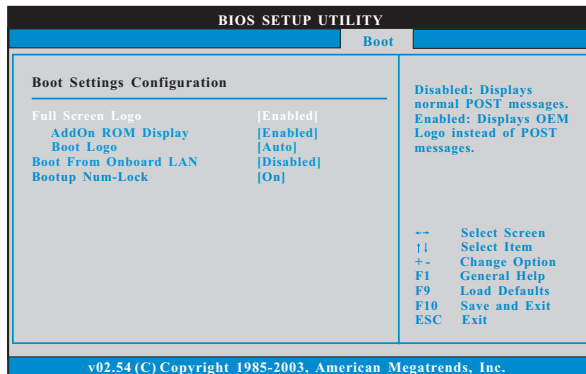 BIOS SETUP UTILITY
Boot
Boot Settings Configuration
Full Screen Logo [Enabled]
AddOn ROM Display [Enabled]
Boot Logo [Auto]
Boot From Onboard LAN [Disabled]
Bootup Num-Lock [On]
Disabled: Displays
normal POST messages.
Enabled: Displays OEM
Logo instead of POST
messages.
←→ Select Screen
↑↓ Select Item
+ - Change Option
F1 General Help
F9 Load Defaults
F10 Save and Exit
ESC Exit
v02.54 (C) Copyright 1985-2003, American Megatrends, Inc.